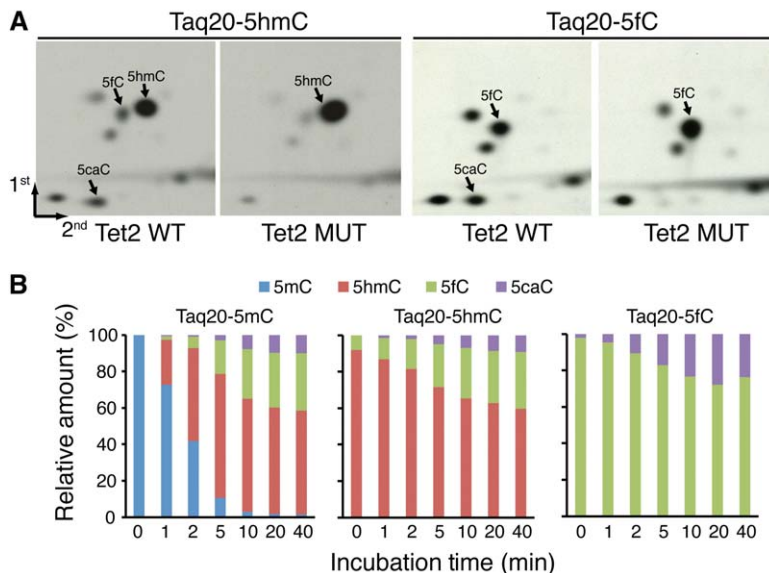 A
Taq20-5hmC Taq20-5fC
5fC 5hmC 5hmC 5fC 5fC
5caC 5caC
1st
2nd Tet2 WT Tet2 MUT Tet2 WT Tet2 MUT
B
5mC 5hmC 5fC 5caC
Taq20-5mC Taq20-5hmC Taq20-5fC
Relative amount (%)
100
80
60
40
20
0
0 1 2 5 10 20 40 0 1 2 5 10 20 40 0 1 2 5 10 20 40
Incubation time (min)